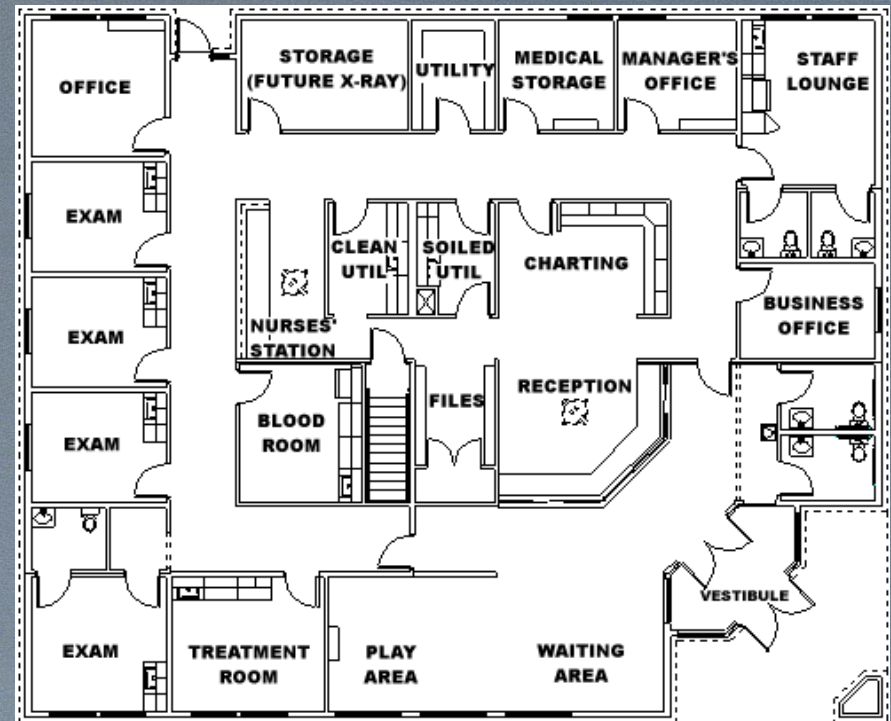 OFFICE
STORAGE
(FUTURE X-RAY)
UTILITY
MEDICAL
STORAGE
MANAGER'S
OFFICE
STAFF
LOUNGE
EXAM
CLEAN
UTIL
SOILED
UTIL
CHARTING
NURSES'
STATION
BUSINESS
OFFICE
EXAM
BLOOD
ROOM
FILES
RECEPTION
EXAM
VESTIBULE
EXAM
TREATMENT
ROOM
PLAY
AREA
WAITING
AREA